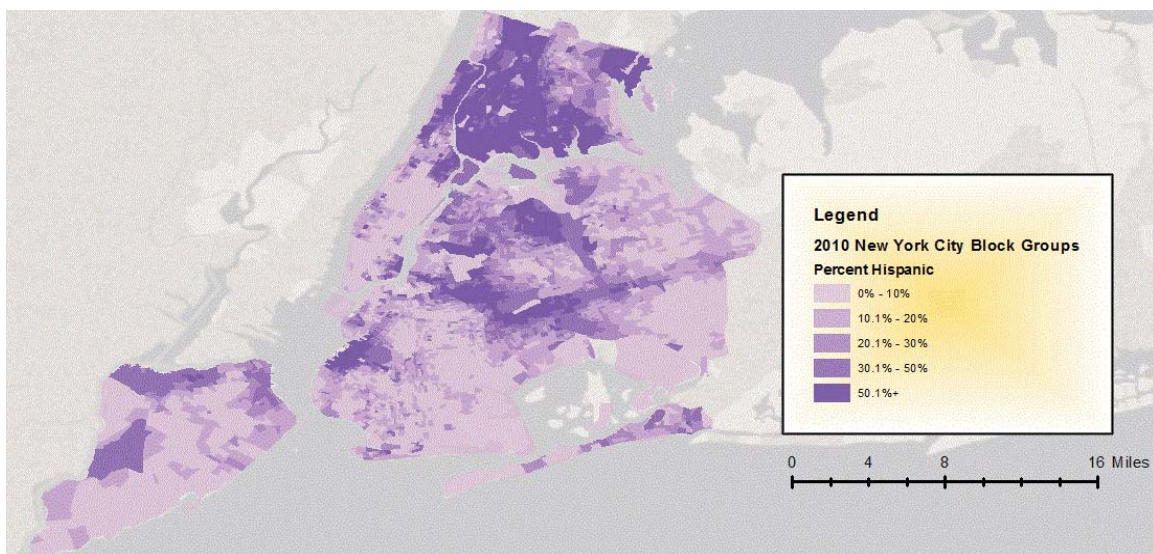 Legend
2010 New York City Block Groups
Percent Hispanic
0% - 10%
10.1% - 20%
20.1% - 30%
30.1% - 50%
50.1%+
0 4 8 16 Miles